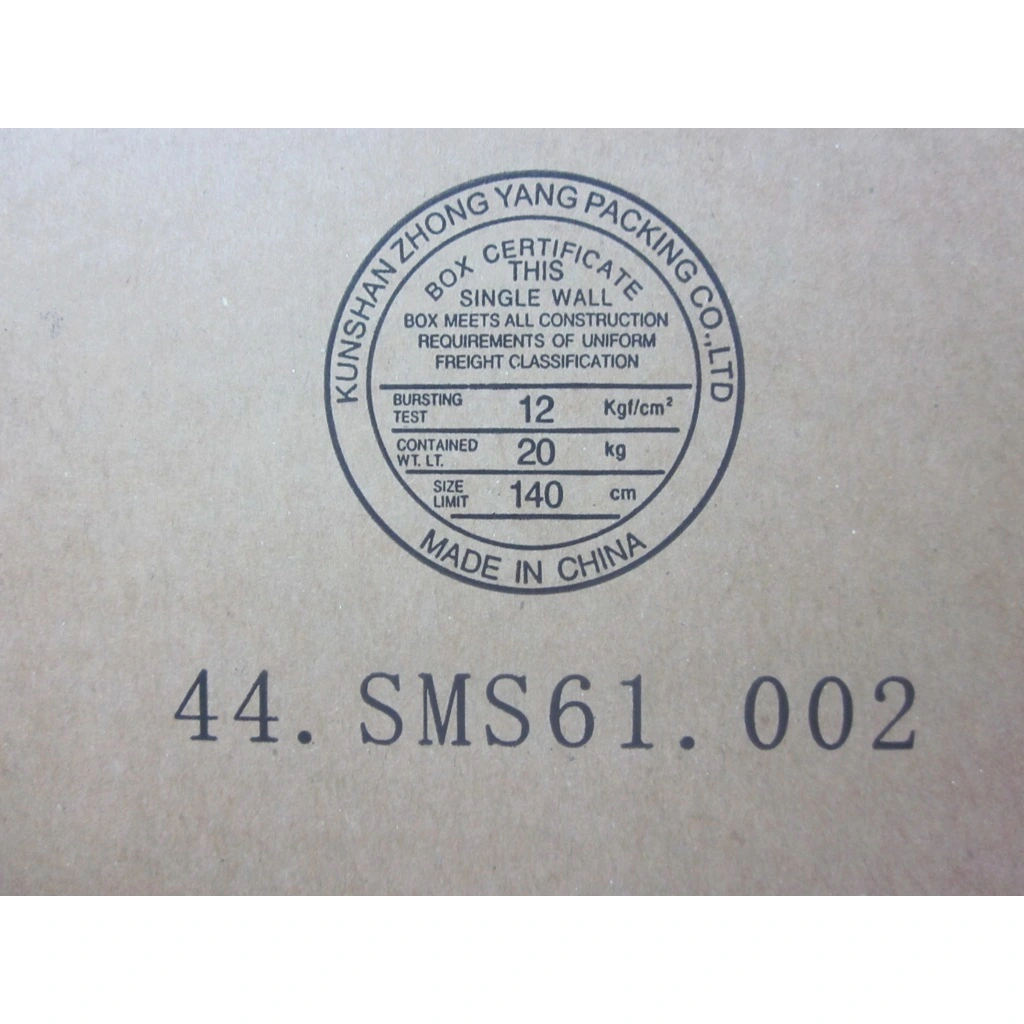 KUNSHAN ZHONG YANG PACKING CO.,LTD
BOX CERTIFICATE
THIS
SINGLE WALL
BOX MEETS ALL CONSTRUCTION
REQUIREMENTS OF UNIFORM
FREIGHT CLASSIFICATION
BURSTING TEST 12 Kgf/cm²
CONTAINED WT. LT. 20 kg
SIZE LIMIT 140 cm
MADE IN CHINA
44.SMS61.002